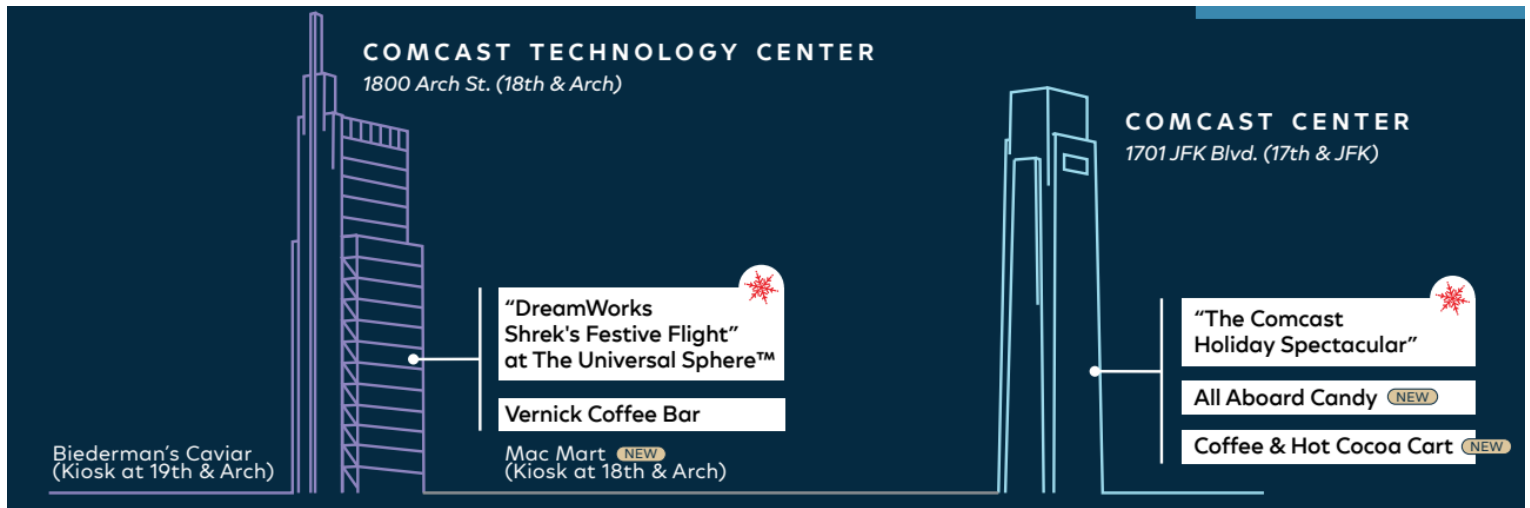 COMCAST TECHNOLOGY CENTER
1800 Arch St. (18th & Arch)
“DreamWorks
Shrek's Festive Flight”
at The Universal Sphere™
Vernick Coffee Bar
Biederman’s Caviar
(Kiosk at 19th & Arch)
Mac Mart NEW
(Kiosk at 18th & Arch)
COMCAST CENTER
1701 JFK Blvd. (17th & JFK)
“The Comcast
Holiday Spectacular”
All Aboard Candy NEW
Coffee & Hot Cocoa Cart NEW